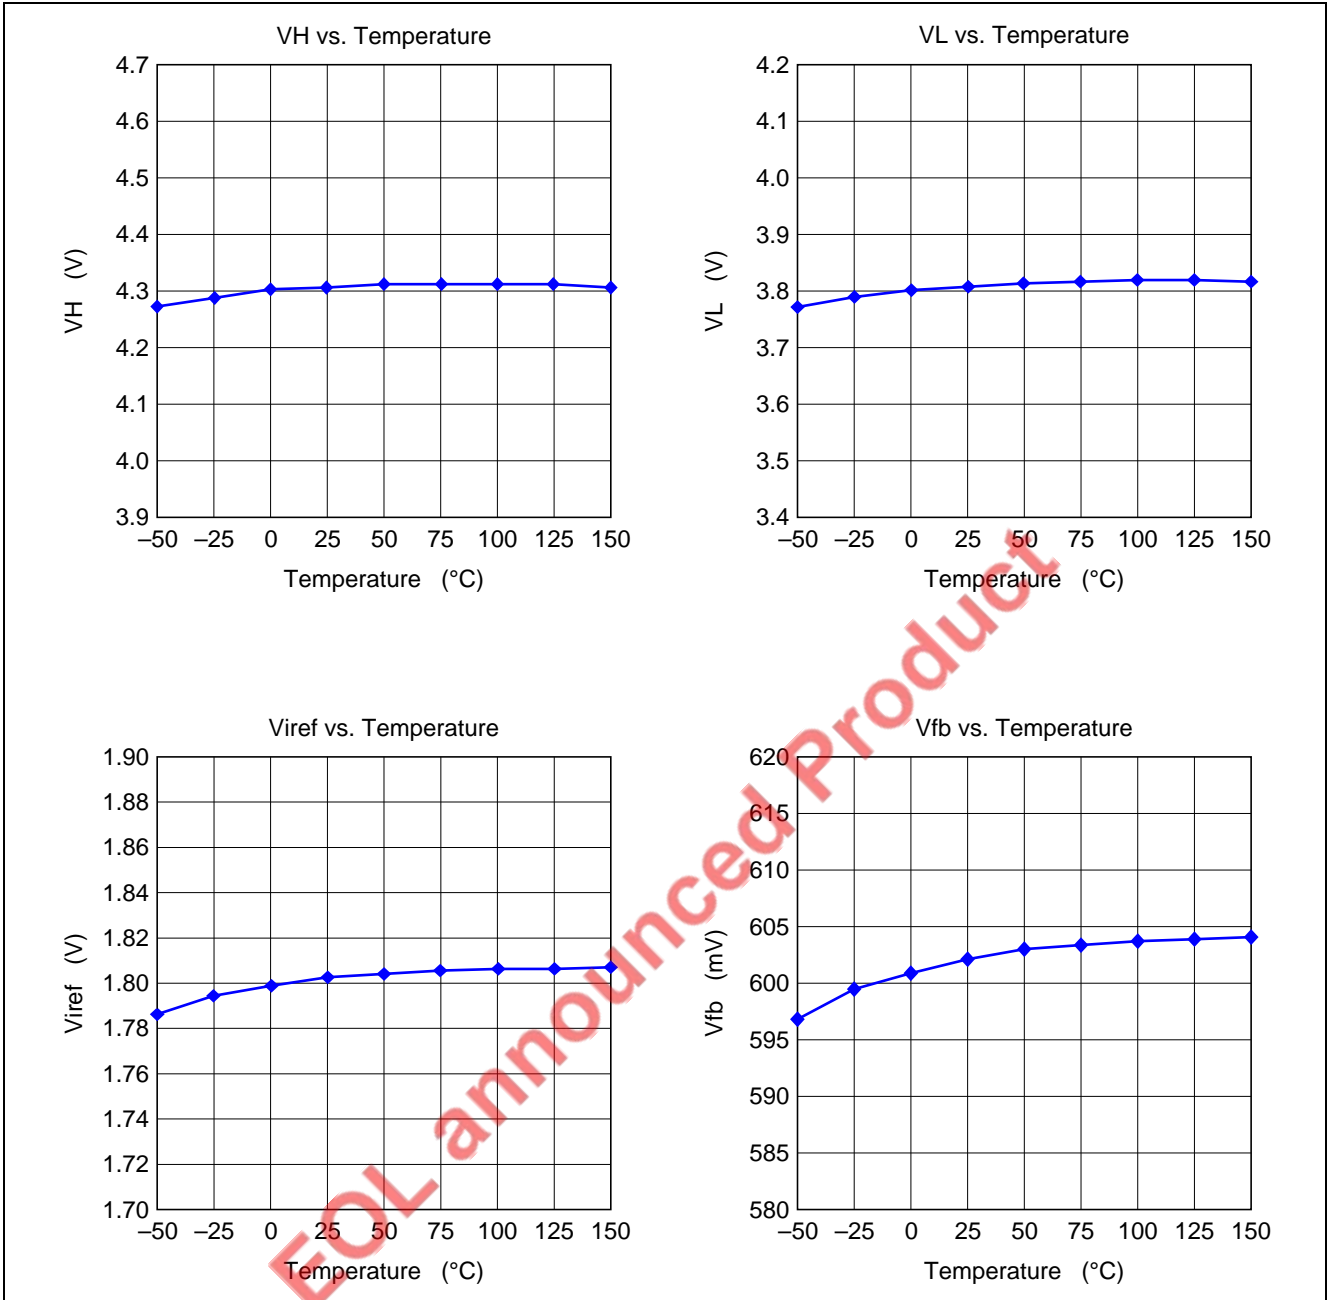 VH vs. Temperature
4.7
4.6
4.5
4.4
4.3
4.2
4.1
4.0
3.9
VH (V)
–50 –25 0 25 50 75 100 125 150
Temperature (°C)
VL vs. Temperature
4.2
4.1
4.0
3.9
3.8
3.7
3.6
3.5
3.4
VL (V)
–50 –25 0 25 50 75 100 125 150
Temperature (°C)
Viref vs. Temperature
1.90
1.88
1.86
1.84
1.82
1.80
1.78
1.76
1.74
1.72
1.70
Viref (V)
–50 –25 0 25 50 75 100 125 150
Temperature (°C)
Vfb vs. Temperature
620
615
610
605
600
595
590
585
580
Vfb (mV)
–50 –25 0 25 50 75 100 125 150
Temperature (°C)
EOL announced Product